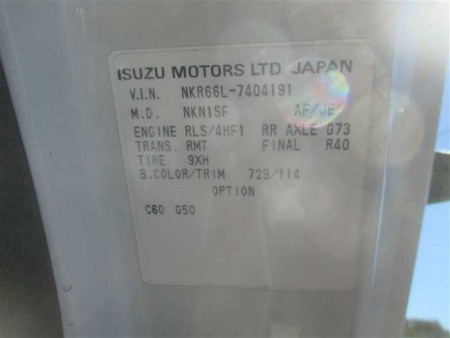 ISUZU MOTORS LTD. JAPAN
V.I.N. NKR66L-7404191
M.O. NKN1SF AF/JE
ENGINE RLS/4HF1 RR AXLE G73
TRANS. RMT FINAL R40
TIRE 9XH
B.COLOR/TRIM 729/114
OPTION
C60 G50